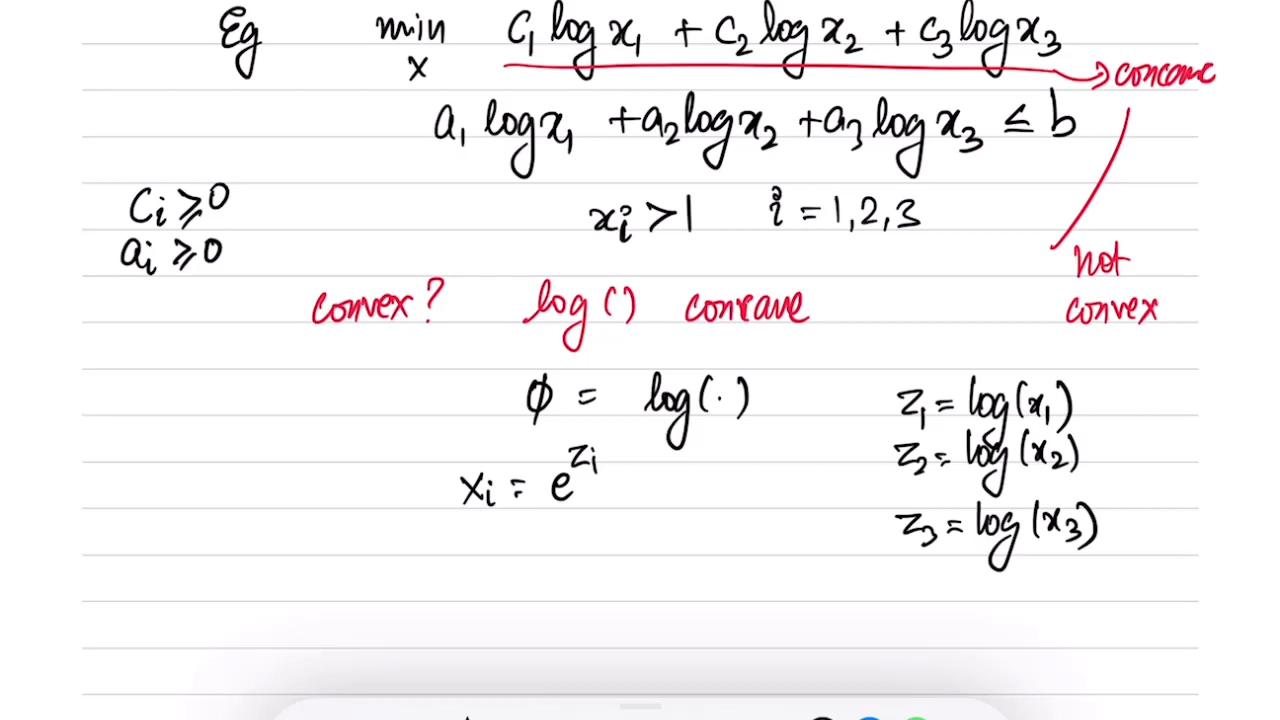 Eg min x c₁ log x₁ + c₂ log x₂ + c₃ log x₃ → concave
a₁ log x₁ + a₂ log x₂ + a₃ log x₃ ≤ b
cᵢ ≥ 0 xᵢ > 1 i = 1, 2, 3
aᵢ ≥ 0 not convex
convex? log ( ) concave
φ = log(·) z₁ = log(x₁)
xᵢ = e^zᵢ z₂ = log(x₂)
z₃ = log(x₃)